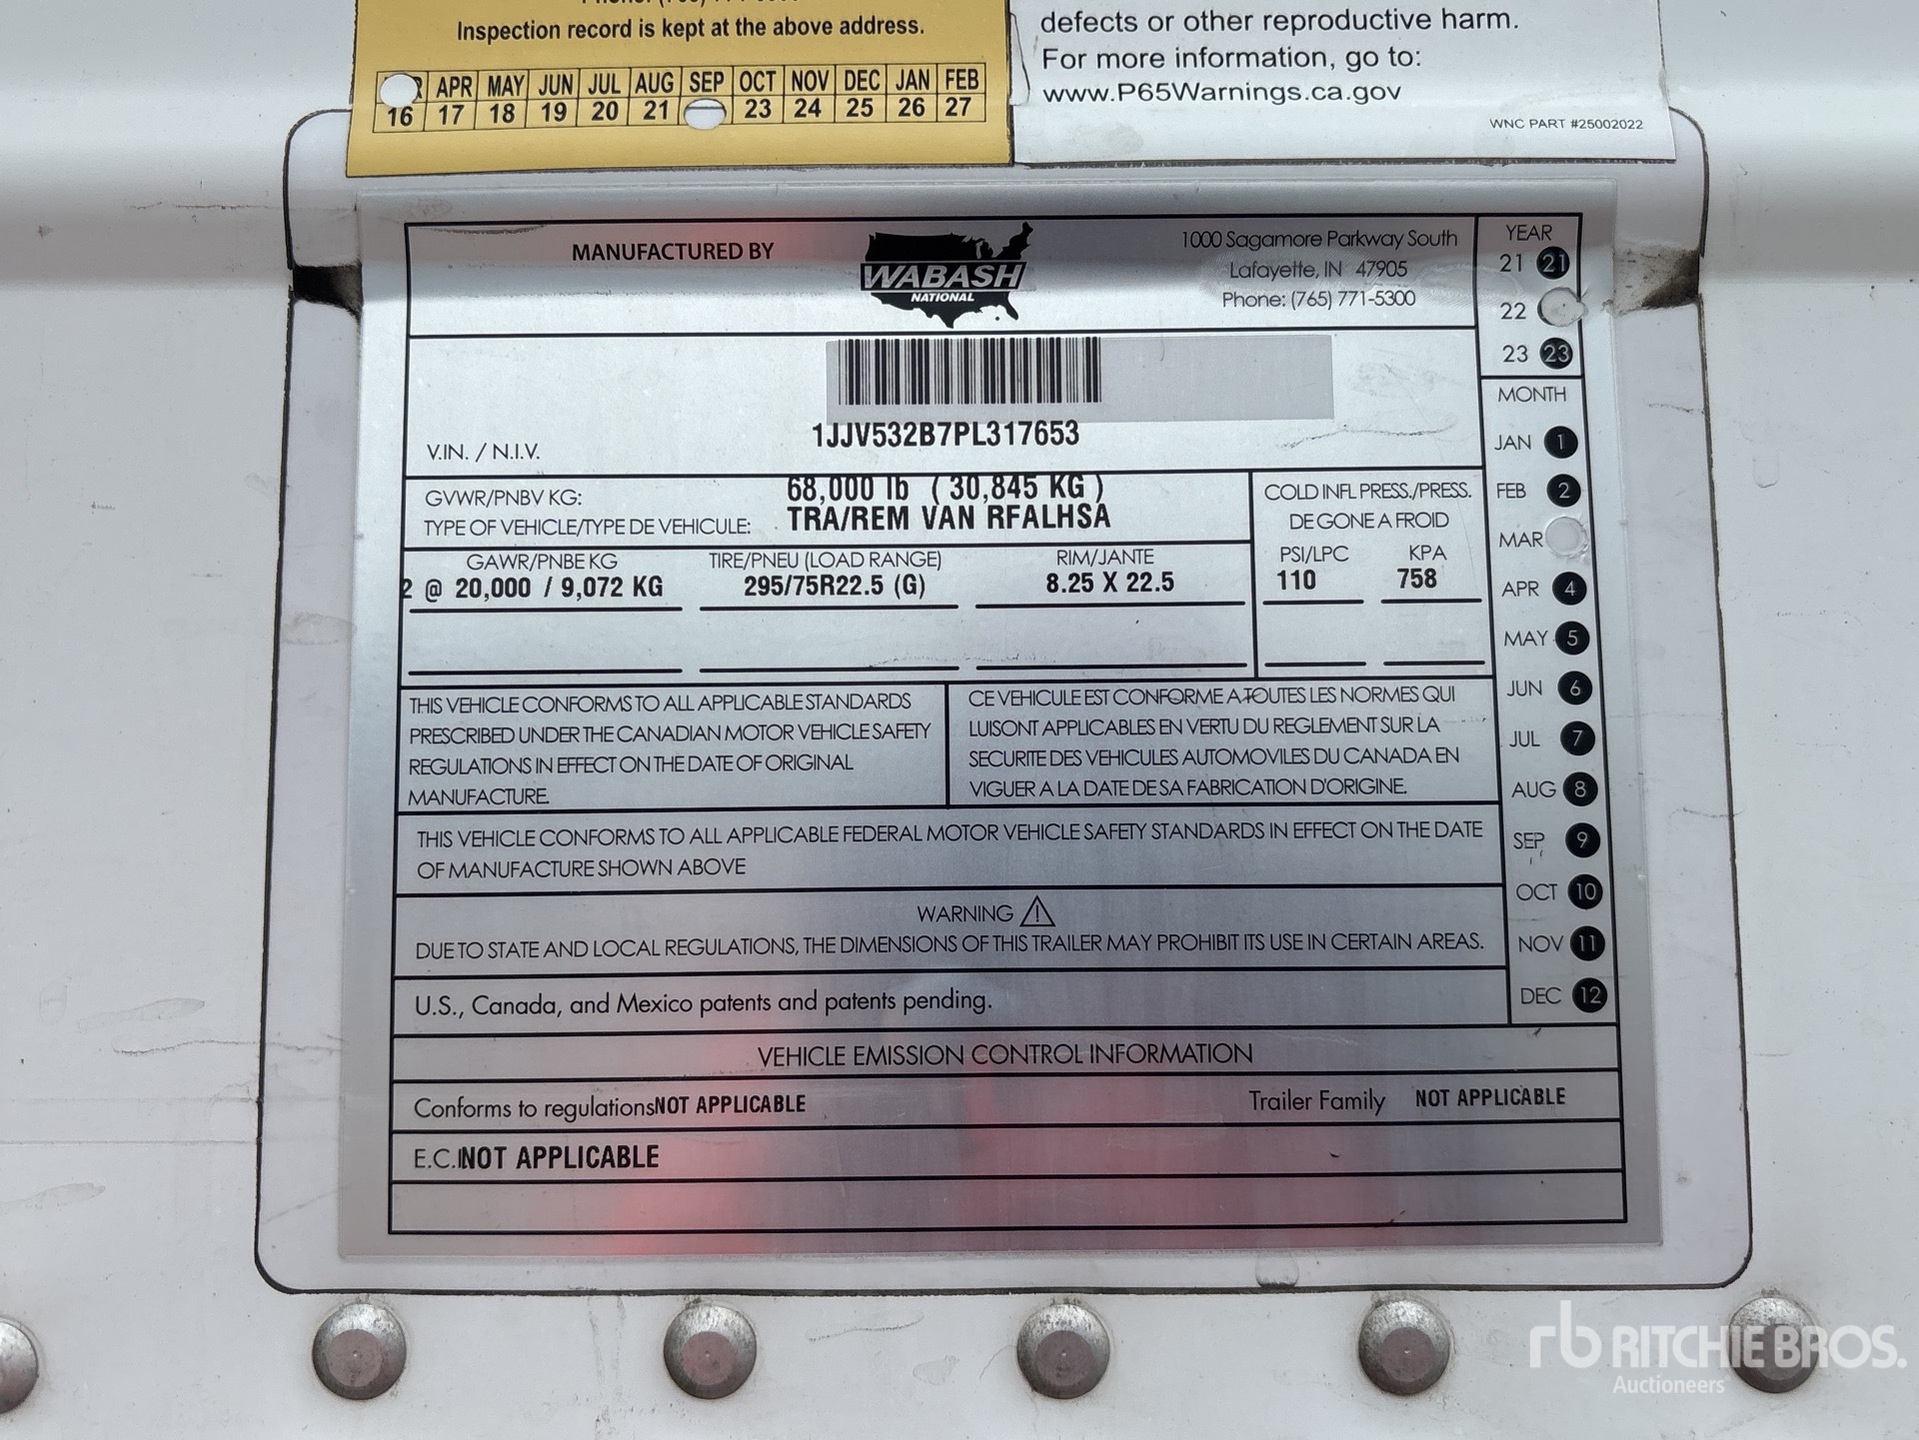 Inspection record is kept at the above address.
APR MAY JUN JUL AUG SEP OCT NOV DEC JAN FEB
16 17 18 19 20 21 23 24 25 26 27
defects or other reproductive harm.
For more information, go to:
www.P65Warnings.ca.gov
WNC PART #25002022
MANUFACTURED BY
WABASH
NATIONAL
1000 Sagamore Parkway South
Lafayette, IN 47905
Phone: (765) 771-5300
YEAR
21 21
22
23 23
V.IN. / N.I.V.
1JJV532B7PL317653
GVWR/PNBV KG: 68,000 lb ( 30,845 KG )
TYPE OF VEHICLE/TYPE DE VEHICULE: TRA/REM VAN RFALHSA
COLD INFL PRESS./PRESS.
DE GONE A FROID
GAWR/PNBE KG TIRE/PNEU (LOAD RANGE) RIM/JANTE PSI/LPC KPA
2 @ 20,000 / 9,072 KG 295/75R22.5 (G) 8.25 X 22.5 110 758
MONTH
JAN 1
FEB 2
MAR
APR 4
MAY 5
JUN 6
JUL 7
AUG 8
SEP 9
OCT 10
NOV 11
DEC 12
THIS VEHICLE CONFORMS TO ALL APPLICABLE STANDARDS
PRESCRIBED UNDER THE CANADIAN MOTOR VEHICLE SAFETY
REGULATIONS IN EFFECT ON THE DATE OF ORIGINAL
MANUFACTURE.
CE VEHICULE EST CONFORME A TOUTES LES NORMES QUI
LUISONT APPLICABLES EN VERTU DU REGLEMENT SUR LA
SECURITE DES VEHICULES AUTOMOVILES DU CANADA EN
VIGUER A LA DATE DE SA FABRICATION D'ORIGINE.
THIS VEHICLE CONFORMS TO ALL APPLICABLE FEDERAL MOTOR VEHICLE SAFETY STANDARDS IN EFFECT ON THE DATE
OF MANUFACTURE SHOWN ABOVE
WARNING
DUE TO STATE AND LOCAL REGULATIONS, THE DIMENSIONS OF THIS TRAILER MAY PROHIBIT ITS USE IN CERTAIN AREAS.
U.S., Canada, and Mexico patents and patents pending.
VEHICLE EMISSION CONTROL INFORMATION
Conforms to regulations NOT APPLICABLE Trailer Family NOT APPLICABLE
E.C. NOT APPLICABLE
rb RITCHIE BROS.
Auctioneers